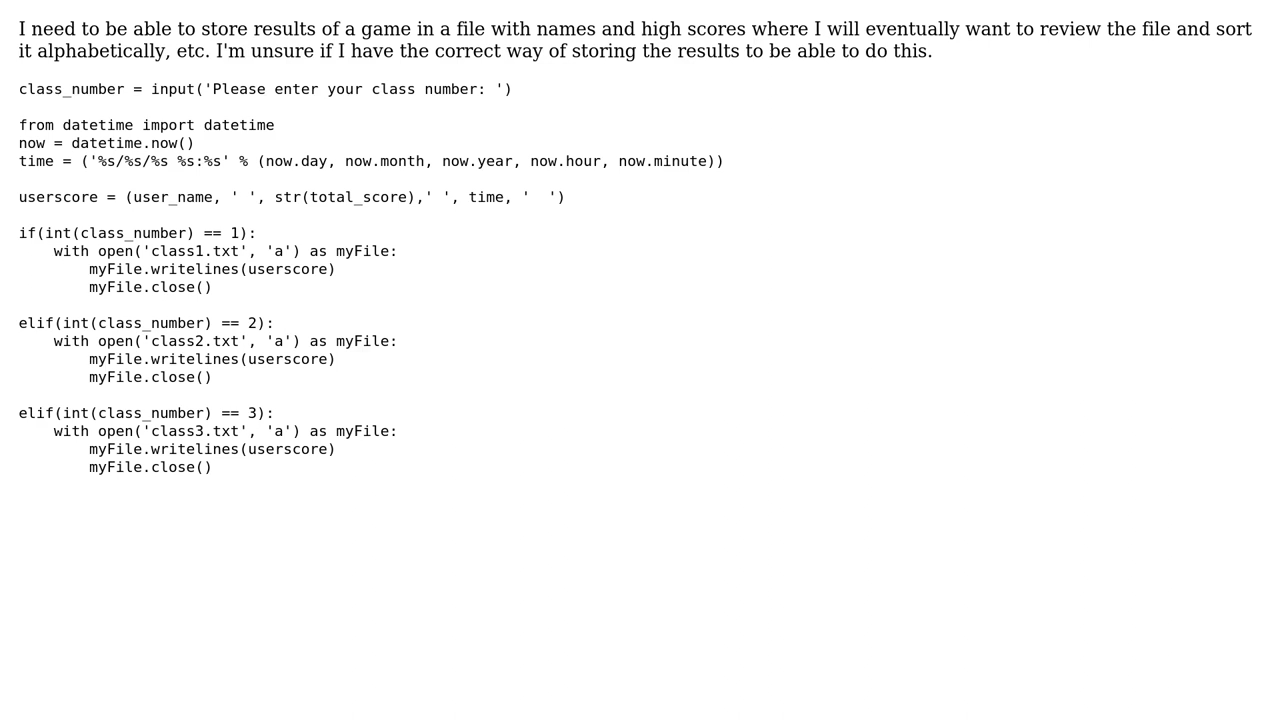 I need to be able to store results of a game in a file with names and high scores where I will eventually want to review the file and sort
it alphabetically, etc. I'm unsure if I have the correct way of storing the results to be able to do this.
class_number = input('Please enter your class number: ')
from datetime import datetime
now = datetime.now()
time = ('%s/%s/%s %s:%s' % (now.day, now.month, now.year, now.hour, now.minute))
userscore = (user_name, ' ', str(total_score),' ', time, '  ')
if(int(class_number) == 1):
    with open('class1.txt', 'a') as myFile:
        myFile.writelines(userscore)
        myFile.close()
elif(int(class_number) == 2):
    with open('class2.txt', 'a') as myFile:
        myFile.writelines(userscore)
        myFile.close()
elif(int(class_number) == 3):
    with open('class3.txt', 'a') as myFile:
        myFile.writelines(userscore)
        myFile.close()